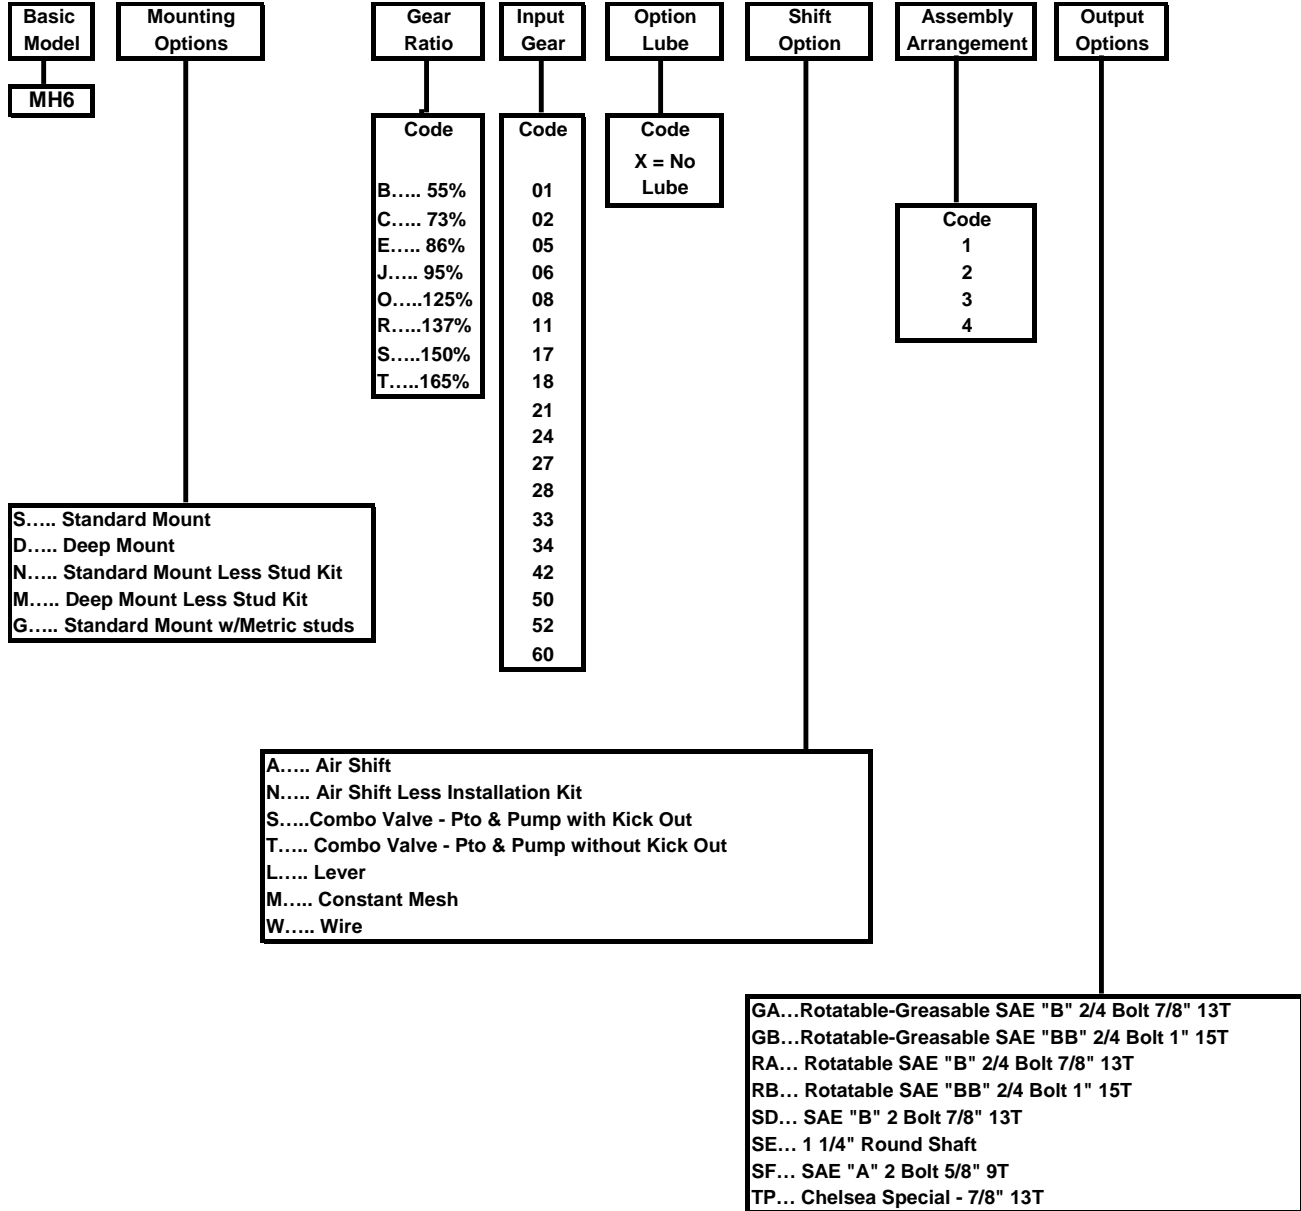 Basic Model
Mounting Options
Gear Ratio
Input Gear
Option Lube
Shift Option
Assembly Arrangement
Output Options
MH6
Code
B….. 55%
C….. 73%
E….. 86%
J….. 95%
O…..125%
R…..137%
S…..150%
T…..165%
Code
01
02
05
06
08
11
17
18
21
24
27
28
33
34
42
50
52
60
Code
X = No
Lube
Code
1
2
3
4
S….. Standard Mount
D….. Deep Mount
N….. Standard Mount Less Stud Kit
M….. Deep Mount Less Stud Kit
G….. Standard Mount w/Metric studs
A….. Air Shift
N….. Air Shift Less Installation Kit
S…..Combo Valve - Pto & Pump with Kick Out
T….. Combo Valve - Pto & Pump without Kick Out
L….. Lever
M….. Constant Mesh
W….. Wire
GA…Rotatable-Greasable SAE "B" 2/4 Bolt 7/8" 13T
GB…Rotatable-Greasable SAE "BB" 2/4 Bolt 1" 15T
RA… Rotatable SAE "B" 2/4 Bolt 7/8" 13T
RB… Rotatable SAE "BB" 2/4 Bolt 1" 15T
SD… SAE "B" 2 Bolt 7/8" 13T
SE… 1 1/4" Round Shaft
SF… SAE "A" 2 Bolt 5/8" 9T
TP… Chelsea Special - 7/8" 13T